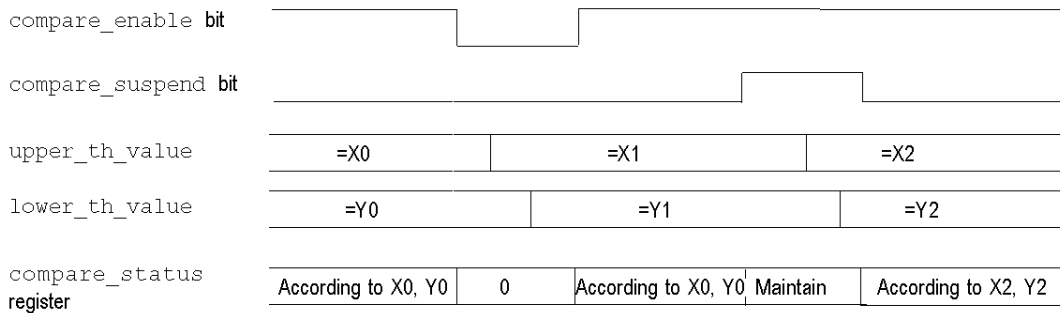 compare_enable bit
compare_suspend bit
upper_th_value =X0 =X1 =X2
lower_th_value =Y0 =Y1 =Y2
compare_status
register
According to X0, Y0 0 According to X0, Y0 Maintain According to X2, Y2